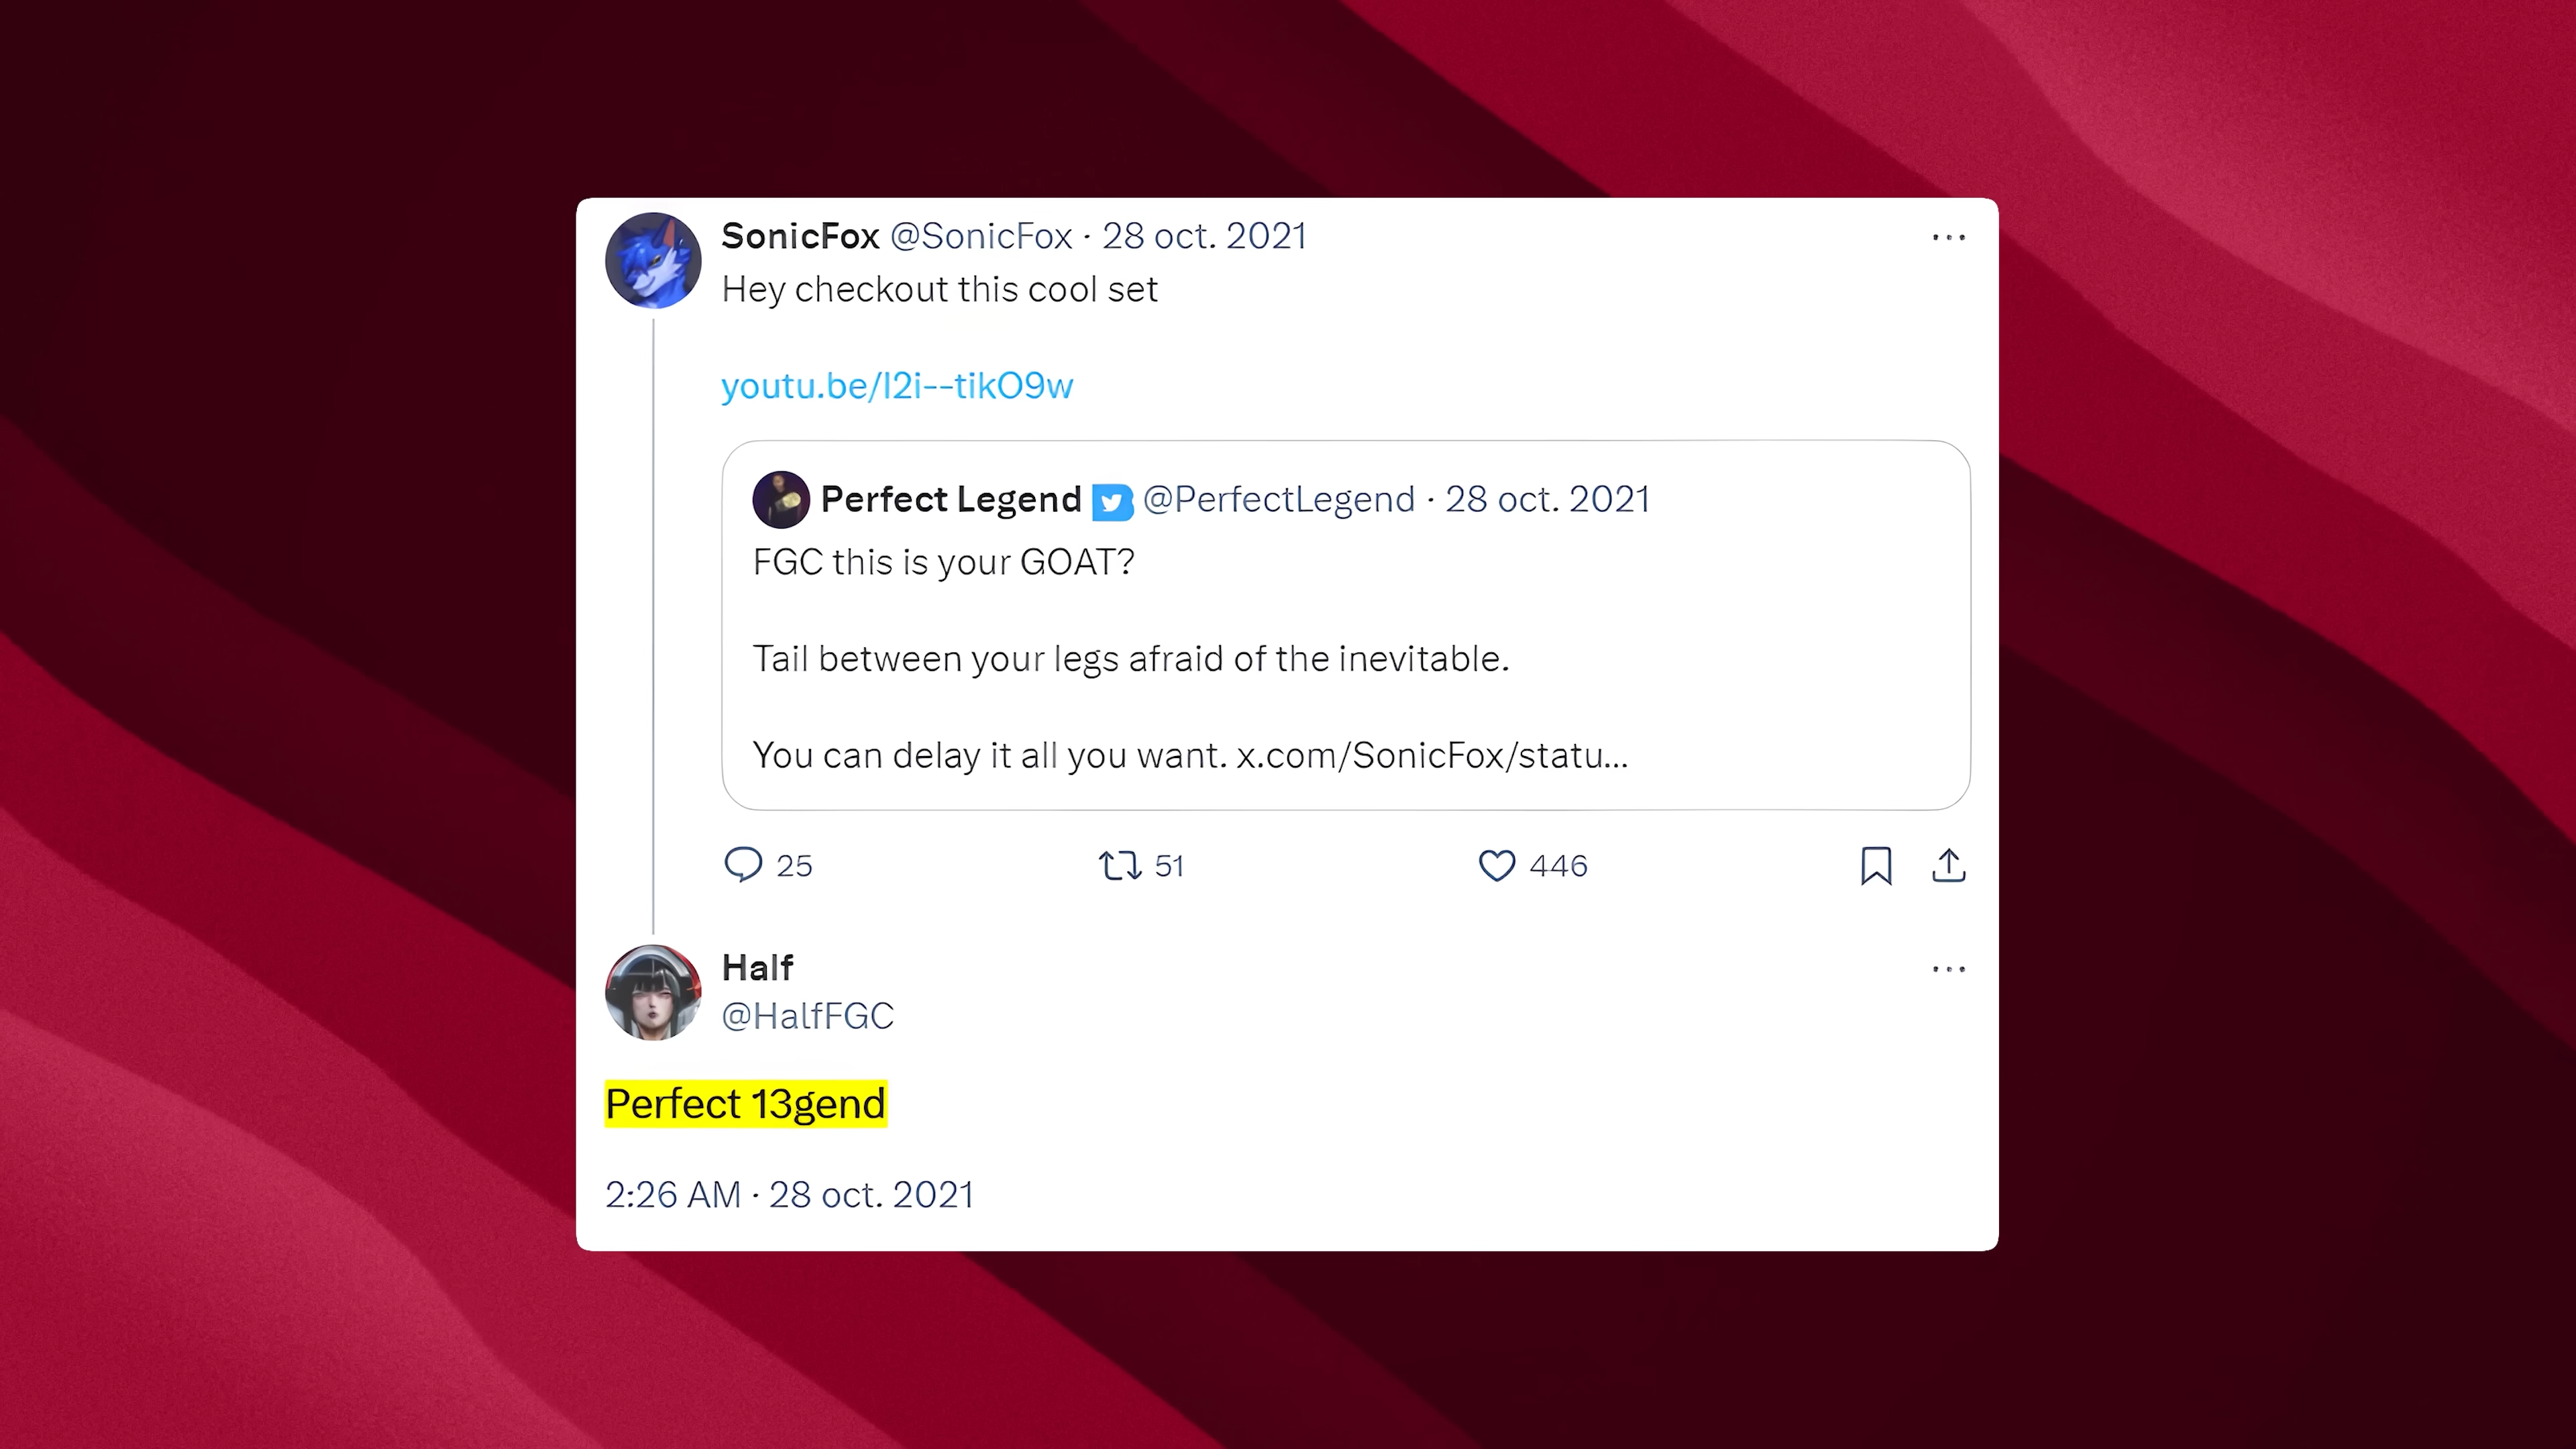 SonicFox @SonicFox · 28 oct. 2021
Hey checkout this cool set
youtu.be/l2i--tikO9w
Perfect Legend @PerfectLegend · 28 oct. 2021
FGC this is your GOAT?
Tail between your legs afraid of the inevitable.
You can delay it all you want. x.com/SonicFox/statu...
25 51 446
Half
@HalfFGC
Perfect 13gend
2:26 AM · 28 oct. 2021